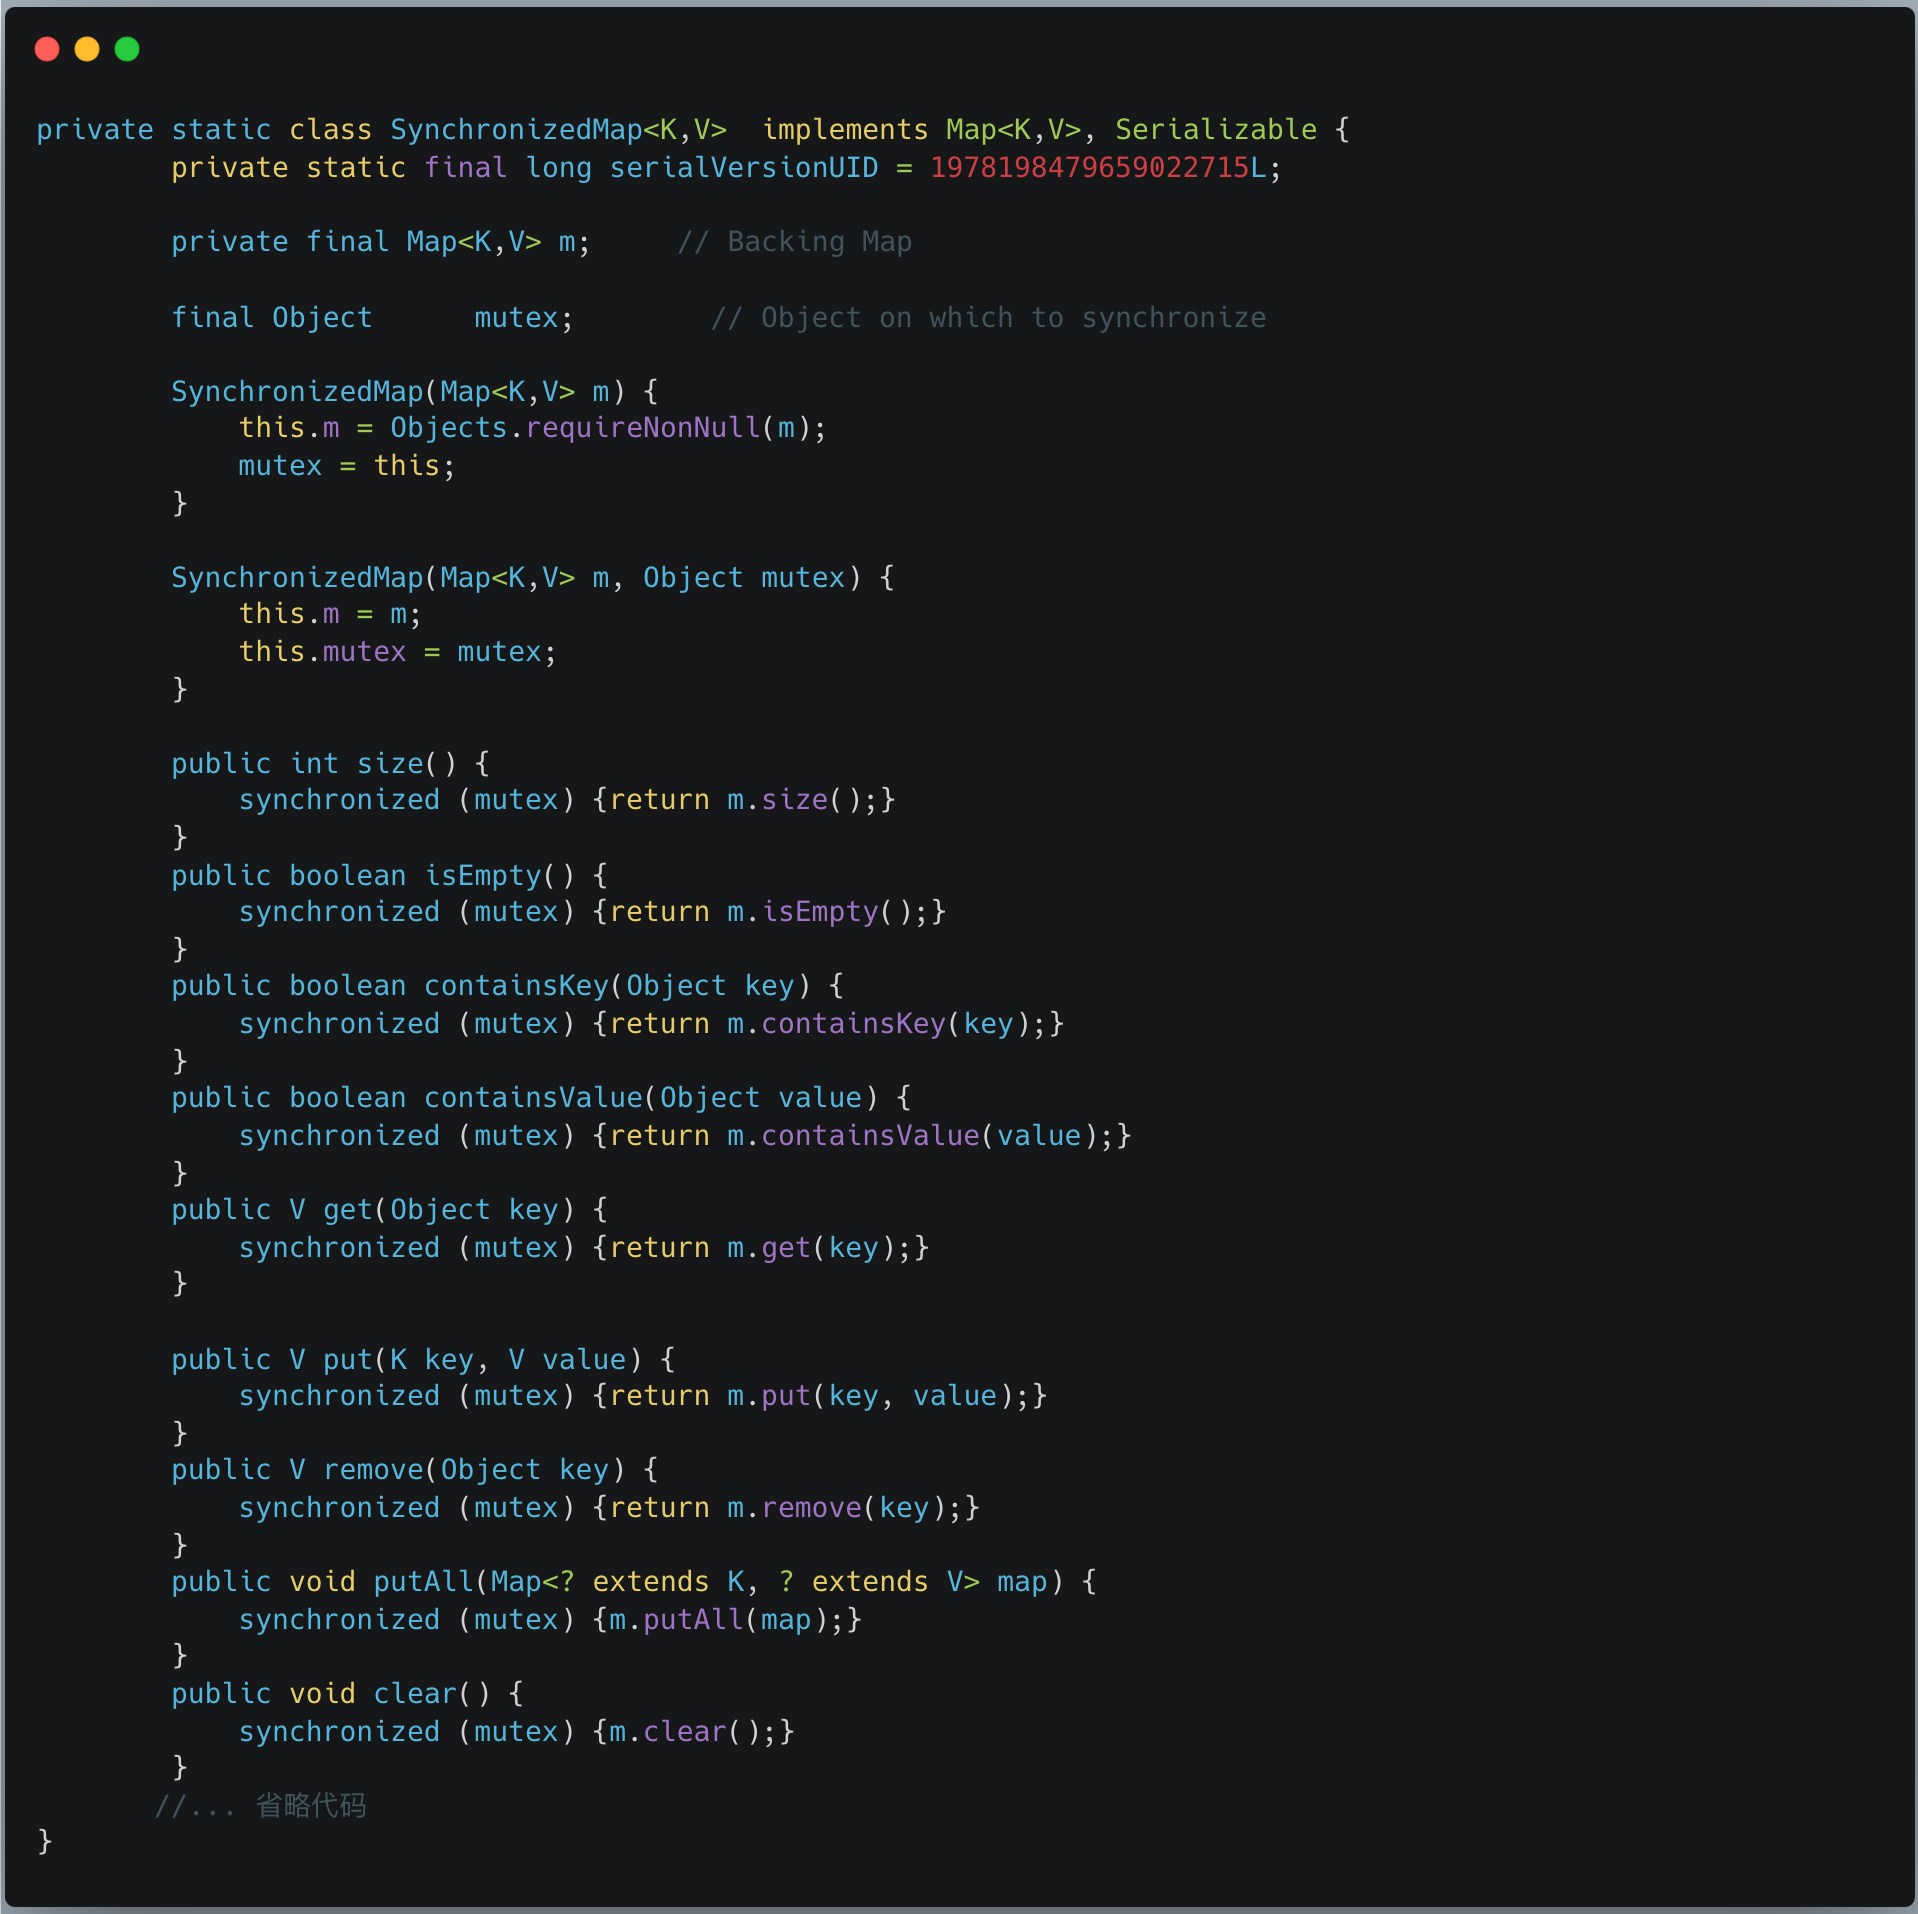 private static class SynchronizedMap<K,V>  implements Map<K,V>, Serializable {
        private static final long serialVersionUID = 1978198479659022715L;

        private final Map<K,V> m;     // Backing Map

        final Object      mutex;        // Object on which to synchronize

        SynchronizedMap(Map<K,V> m) {
            this.m = Objects.requireNonNull(m);
            mutex = this;
        }

        SynchronizedMap(Map<K,V> m, Object mutex) {
            this.m = m;
            this.mutex = mutex;
        }

        public int size() {
            synchronized (mutex) {return m.size();}
        }
        public boolean isEmpty() {
            synchronized (mutex) {return m.isEmpty();}
        }
        public boolean containsKey(Object key) {
            synchronized (mutex) {return m.containsKey(key);}
        }
        public boolean containsValue(Object value) {
            synchronized (mutex) {return m.containsValue(value);}
        }
        public V get(Object key) {
            synchronized (mutex) {return m.get(key);}
        }

        public V put(K key, V value) {
            synchronized (mutex) {return m.put(key, value);}
        }
        public V remove(Object key) {
            synchronized (mutex) {return m.remove(key);}
        }
        public void putAll(Map<? extends K, ? extends V> map) {
            synchronized (mutex) {m.putAll(map);}
        }
        public void clear() {
            synchronized (mutex) {m.clear();}
        }
       //... 省略代码
}